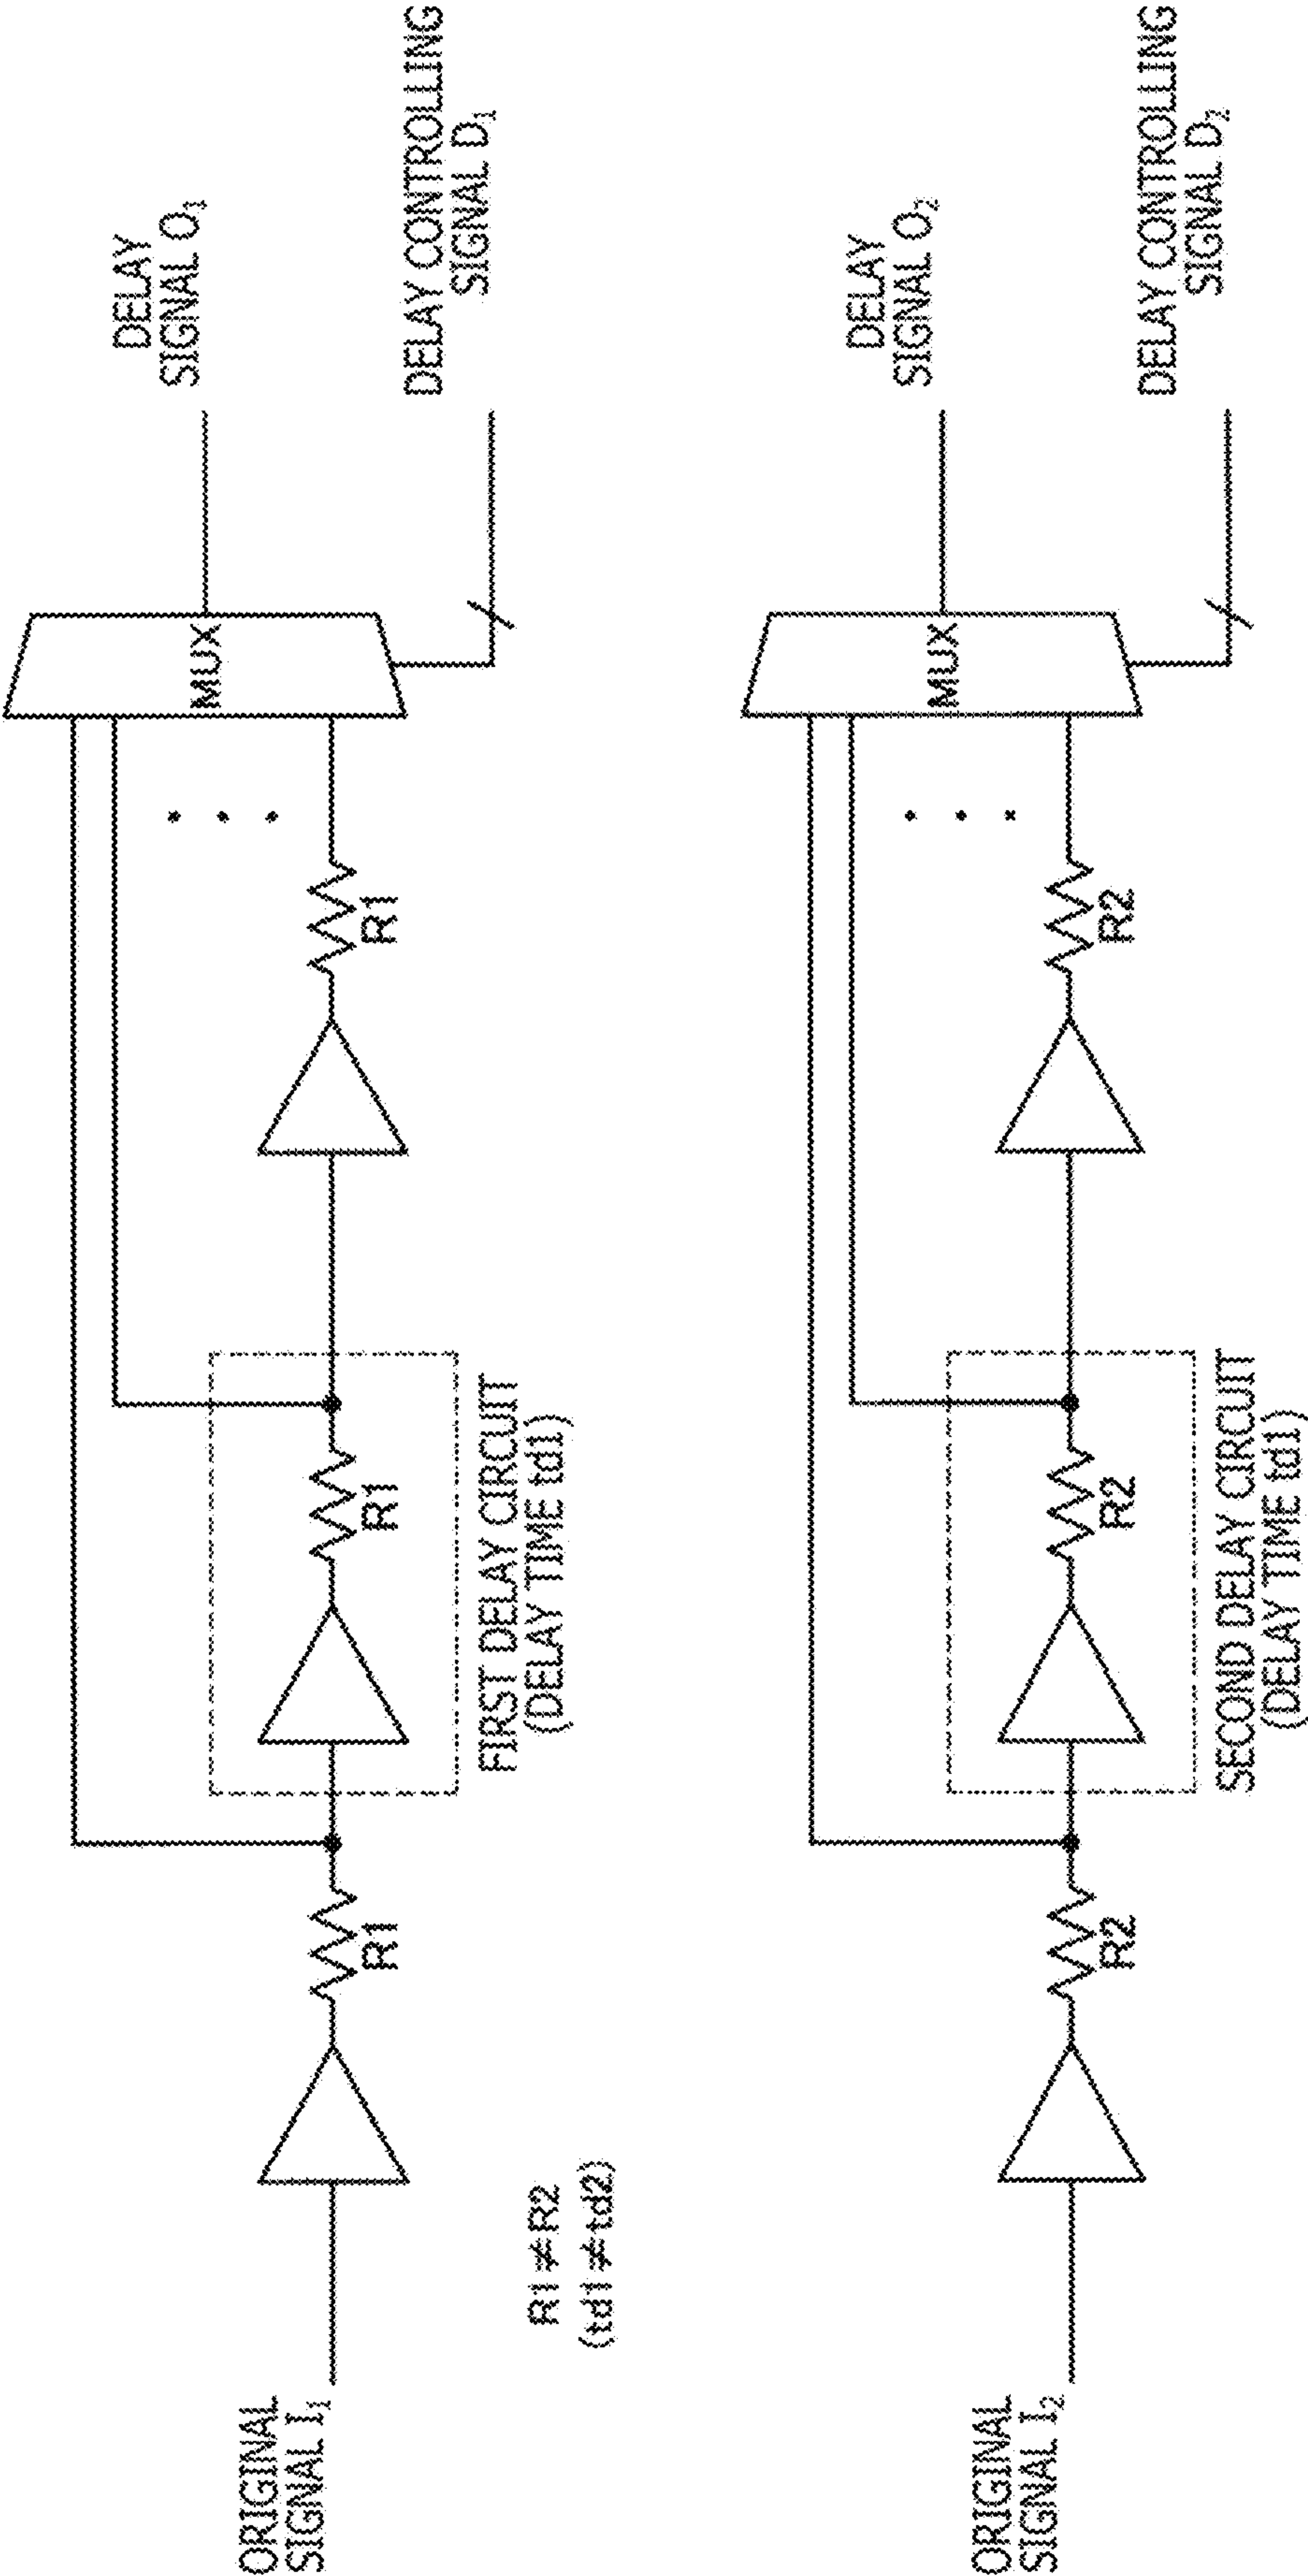 ORIGINAL
SIGNAL I₁
R1
FIRST DELAY CIRCUIT
(DELAY TIME td1)
R1
R1
MUX
DELAY
SIGNAL O₁
DELAY CONTROLLING
SIGNAL D₁
R1≠R2
(td1≠td2)
ORIGINAL
SIGNAL I₂
R2
SECOND DELAY CIRCUIT
(DELAY TIME td1)
R2
R2
MUX
DELAY
SIGNAL O₂
DELAY CONTROLLING
SIGNAL D₂